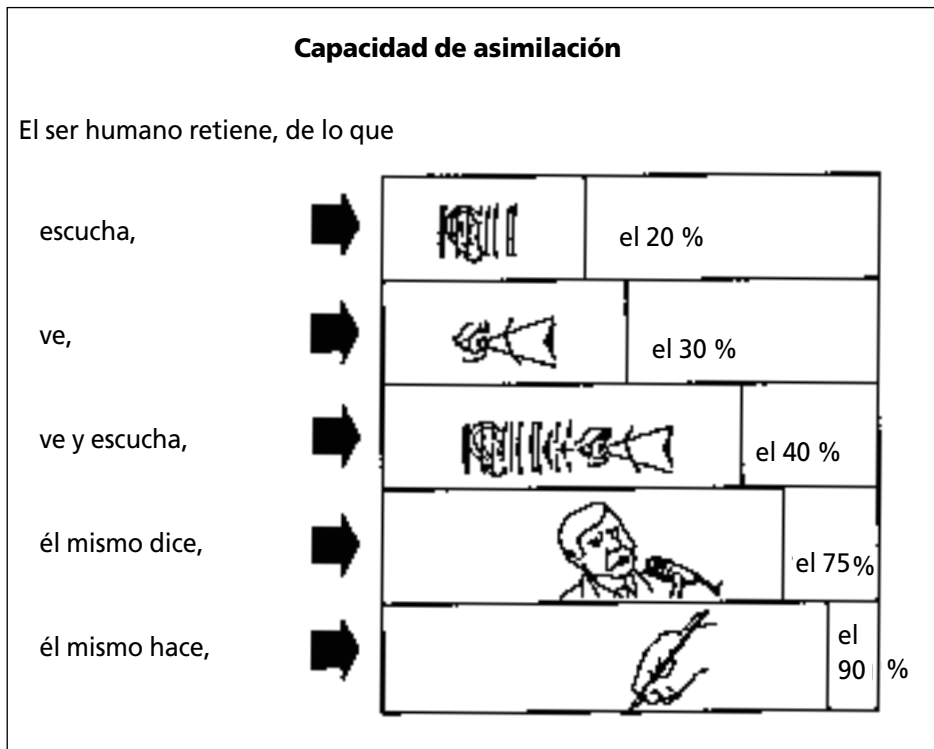 Capacidad de asimilación
El ser humano retiene, de lo que
escucha,
el 20 %
ve,
el 30 %
ve y escucha,
el 40 %
él mismo dice,
el 75%
él mismo hace,
el
90 %